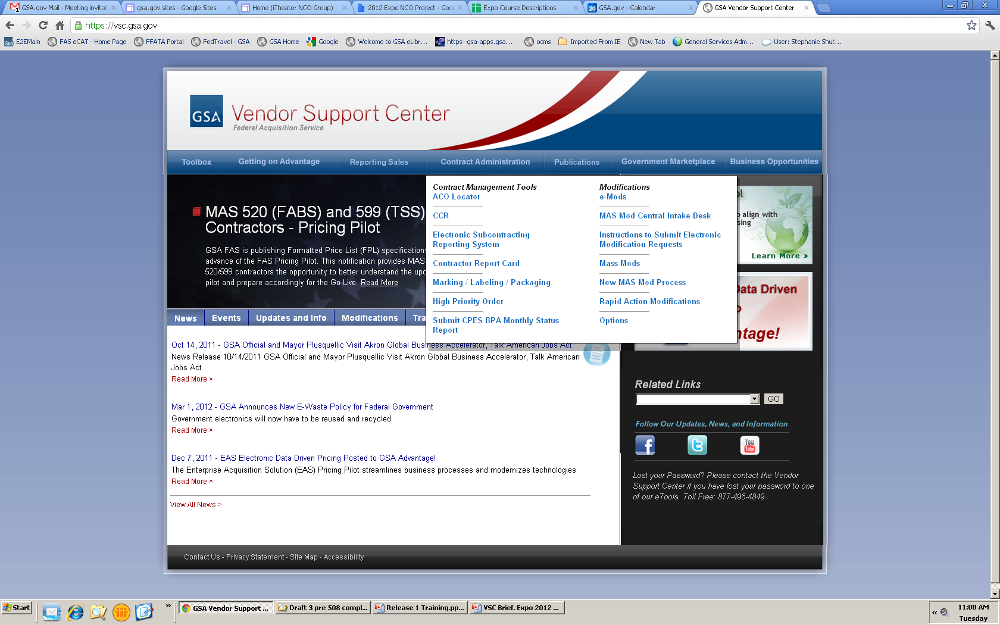 GSA.gov Mail - Meeting invitati
gsa.gov sites - Google Sites
Home (iTheater NCO Group)
2012 Expo NCO Project - Goo
Expo Course Descriptions
20
GSA.gov - Calendar
GSA Vendor Support Center
https://vsc.gsa.gov
E2EMain
FAS eCAT - Home Page
FFATA Portal
FedTravel - GSA
GSA Home
Google
Welcome to GSA eLibr...
https--gsa-apps.gsa....
ocms
Imported From IE
New Tab
General Services Adm...
User: Stephanie Shut...
GSA
Vendor Support Center
Federal Acquisition Service
Toolbox
Getting on Advantage
Reporting Sales
Contract Administration
Publications
Government Marketplace
Business Opportunities
MAS 520 (FABS) and 599 (TSS)
Contractors - Pricing Pilot
GSA FAS is publishing Formatted Price List (FPL) specifications
advance of the FAS Pricing Pilot. This notification provides MAS
520/599 contractors the opportunity to better understand the upc
pilot and prepare accordingly for the Go-Live. Read More
Contract Management Tools
ACO Locator
CCR
Electronic Subcontracting
Reporting System
Contractor Report Card
Marking / Labeling / Packaging
High Priority Order
Submit CPES BPA Monthly Status
Report
Modifications
e-Mods
MAS Mod Central Intake Desk
Instructions to Submit Electronic
Modification Requests
Mass Mods
New MAS Mod Process
Rapid Action Modifications
Options
to align with
Learn More »
Data Driven
ntage!
News
Events
Updates and Info
Modifications
Tra
Oct 14, 2011 - GSA Official and Mayor Plusquellic Visit Akron Global Business Accelerator, Talk American Jobs Act
News Release 10/14/2011 GSA Official and Mayor Plusquellic Visit Akron Global Business Accelerator, Talk American
Jobs Act
Read More >
Mar 1, 2012 - GSA Announces New E-Waste Policy for Federal Government
Government electronics will now have to be reused and recycled.
Read More >
Dec 7, 2011 - EAS Electronic Data Driven Pricing Posted to GSA Advantage!
The Enterprise Acquisition Solution (EAS) Pricing Pilot streamlines business processes and modernizes technologies
Read More >
View All News >
Related Links
GO
Follow Our Updates, News, and Information
You
Tube
Lost your Password? Please contact the Vendor
Support Center if you have lost your password to one
of our eTools. Toll Free: 877-495-4849
Contact Us - Privacy Statement - Site Map - Accessibility
Start
GSA Vendor Support ...
Draft 3 pre 508 compl...
Release 1 Training.pp...
VSC Brief. Expo 2012 ...
11:08 AM
Tuesday